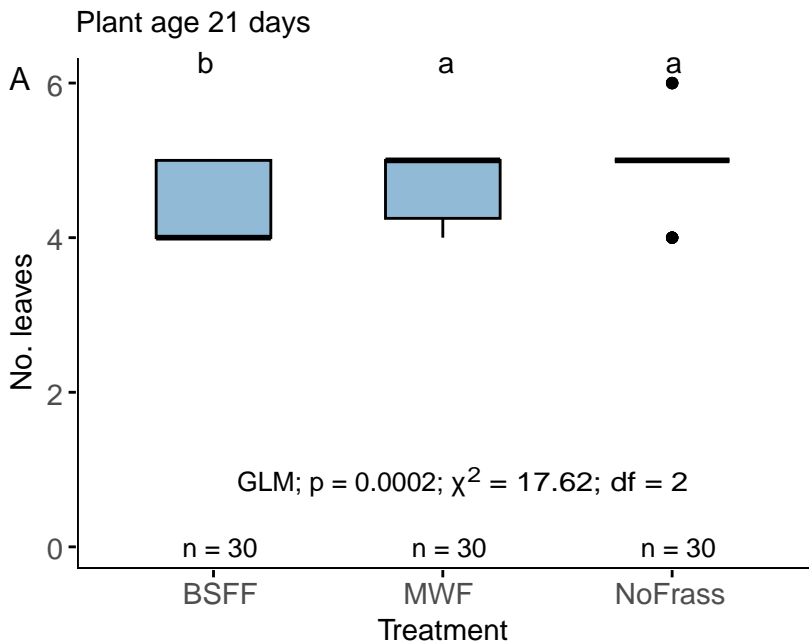 Plant age 21 days
A
b a a
6
4
2
0
No. leaves
GLM; p = 0.0002; χ² = 17.62; df = 2
n = 30 n = 30 n = 30
BSFF MWF NoFrass
Treatment